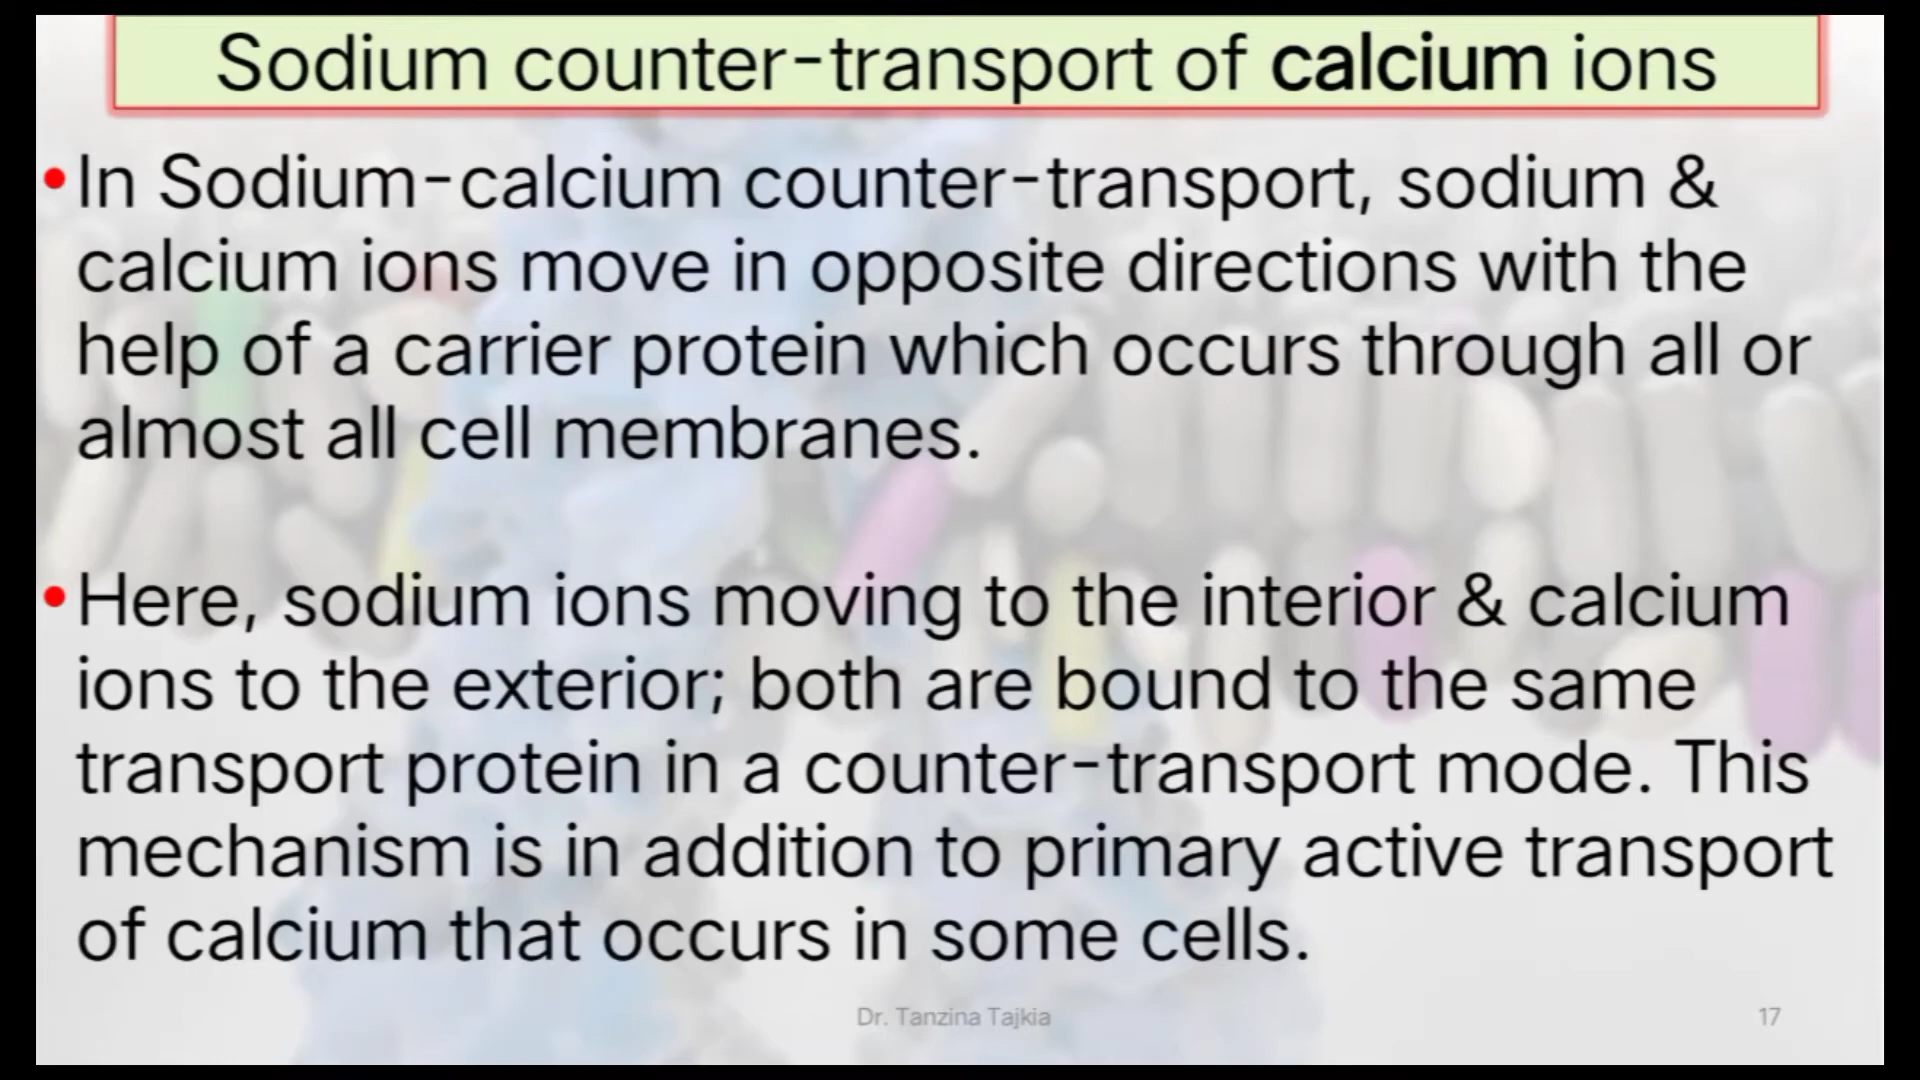 Sodium counter-transport of calcium ions
• In Sodium-calcium counter-transport, sodium &
calcium ions move in opposite directions with the
help of a carrier protein which occurs through all or
almost all cell membranes.
• Here, sodium ions moving to the interior & calcium
ions to the exterior; both are bound to the same
transport protein in a counter-transport mode. This
mechanism is in addition to primary active transport
of calcium that occurs in some cells.
Dr. Tanzina Tajkia
17